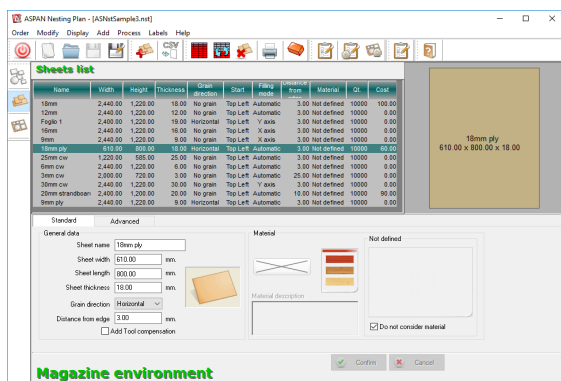 ASPAN Nesting Plan - [ASNstSample3.nst]
Order Modify Display Add Process Labels Help
CSV
Sheets list
Name Width Height Thickness Grain direction Start Filing mode Distance from Material Qt. Cost
18mm 2,440.00 1,220.00 18.00 No grain Top Left Automatic 3.00 Not defined 10000 100.00
12mm 2,440.00 1,220.00 12.00 No grain Top Left Automatic 3.00 Not defined 10000 0.00
Foglio 1 2,400.00 1,220.00 19.00 Horizontal Top Left Y axis 3.00 Not defined 10000 0.00
16mm 2,440.00 1,220.00 16.00 No grain Top Left X axis 3.00 Not defined 10000 0.00
9mm 2,440.00 1,220.00 9.00 No grain Top Left X axis 3.00 Not defined 10000 0.00
18mm ply 610.00 800.00 18.00 Horizontal Top Left Automatic 3.00 Not defined 10000 60.00
25mm cw 1,220.00 585.00 25.00 No grain Top Left Automatic 3.00 Not defined 10000 0.00
6mm cw 2,440.00 1,220.00 6.00 No grain Top Left Automatic 3.00 Not defined 10000 0.00
3mm cw 2,000.00 720.00 3.00 No grain Top Left Automatic 25.00 Not defined 10000 0.00
30mm cw 2,440.00 1,220.00 30.00 No grain Top Left Y axis 3.00 Not defined 10000 0.00
20mm strandboar 2,400.00 1,200.00 20.00 No grain Top Left Automatic 10.00 Not defined 10000 90.00
9mm ply 2,440.00 1,220.00 9.00 Horizontal Top Left Automatic 3.00 Not defined 10000 0.00
18mm ply
610.00 x 800.00 x 18.00
Standard Advanced
General data
Sheet name 18mm ply
Sheet width 610.00 mm.
Sheet length 800.00 mm.
Sheet thickness 18.00 mm.
Grain direction Horizontal
Distance from edge 3.00 mm.
Add Tool compensation
Material
Material description
Not defined
Do not consider material
Confirm Cancel
Magazine environment